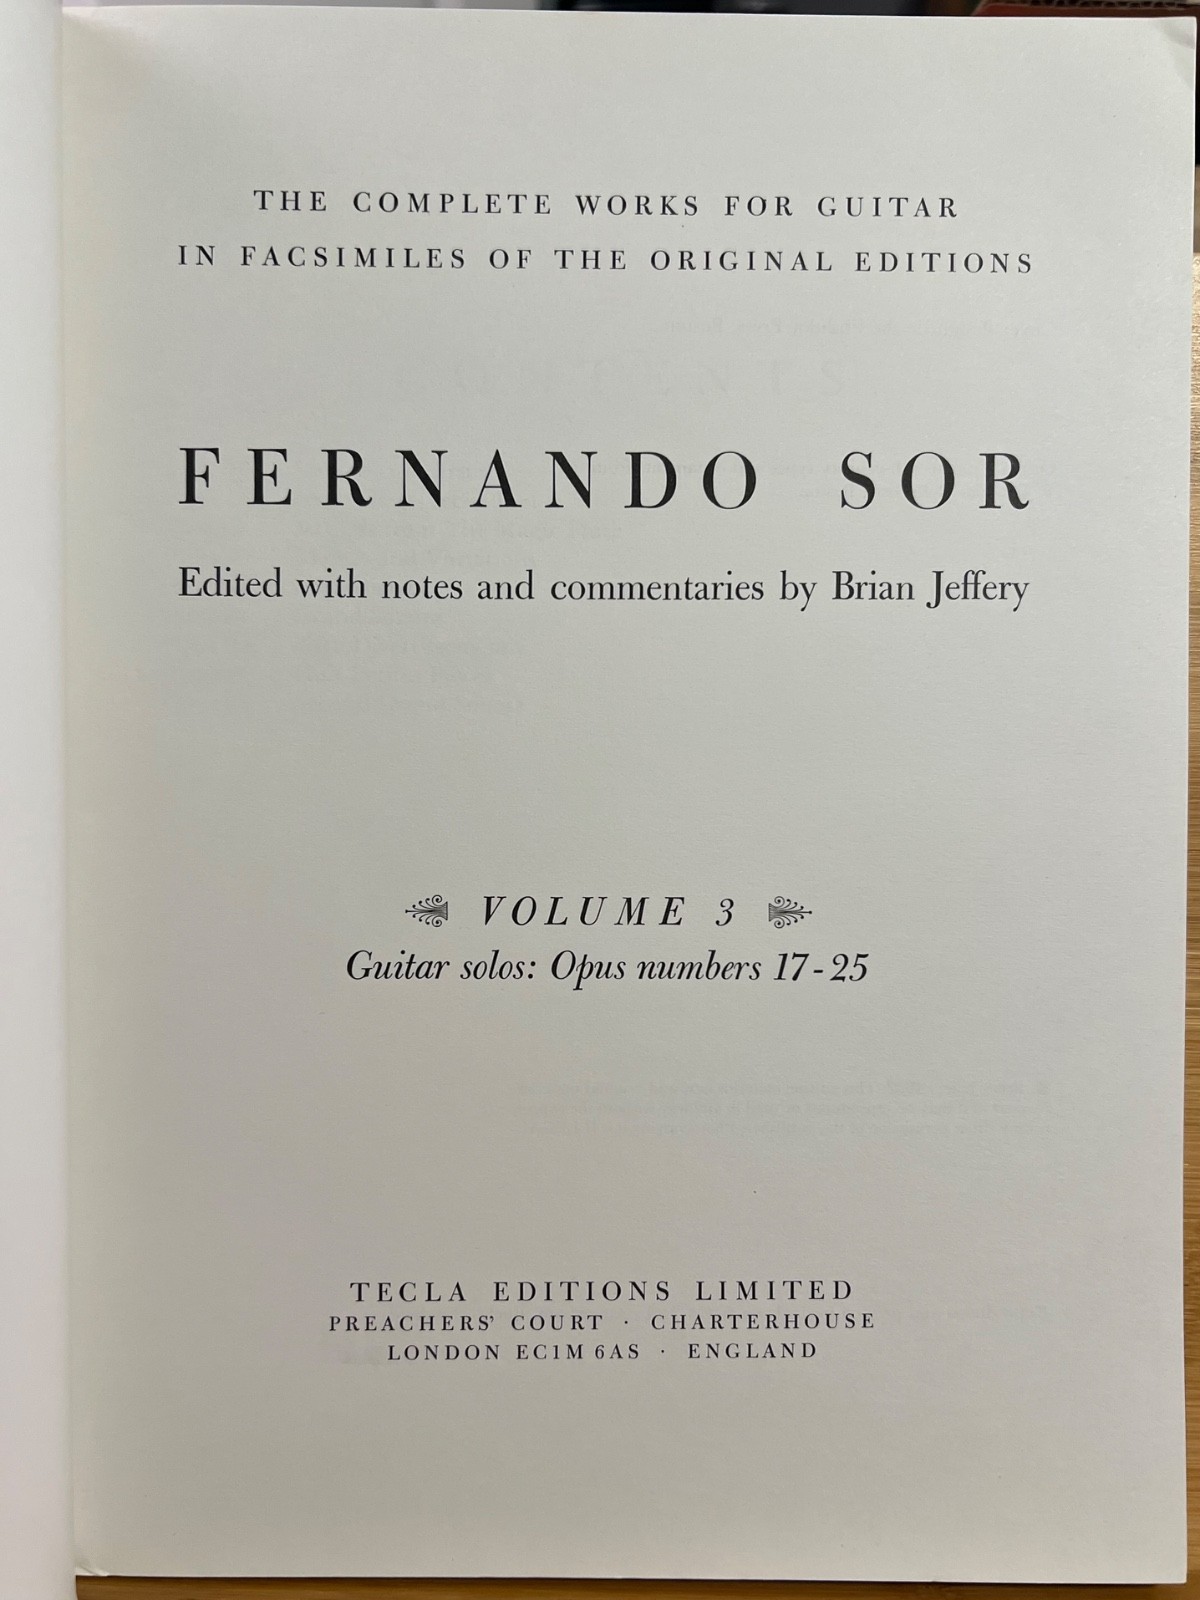 THE COMPLETE WORKS FOR GUITAR
IN FACSIMILES OF THE ORIGINAL EDITIONS
FERNANDO SOR
Edited with notes and commentaries by Brian Jeffery
VOLUME 3
Guitar solos: Opus numbers 17-25
TECLA EDITIONS LIMITED
PREACHERS' COURT · CHARTERHOUSE
LONDON EC1M 6AS · ENGLAND